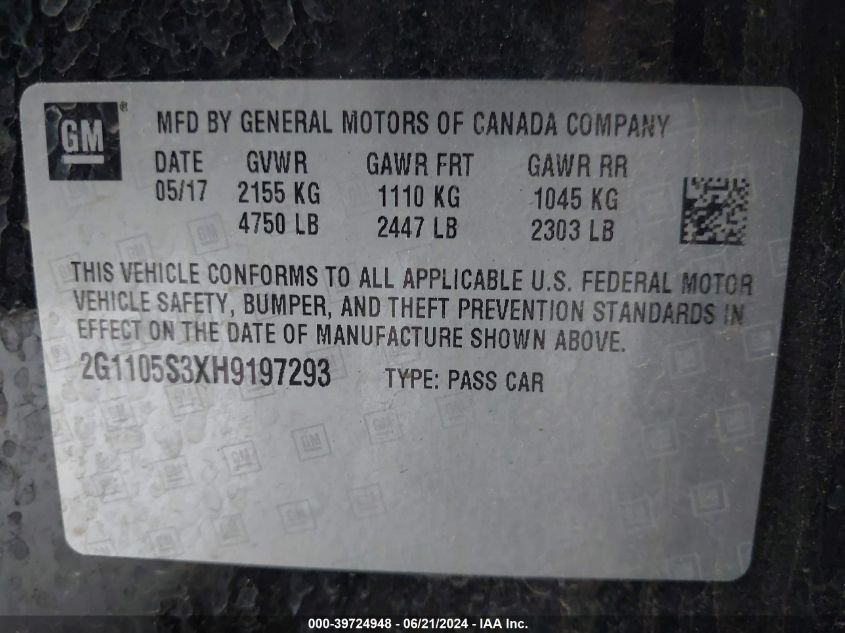 GM ®
MFD BY GENERAL MOTORS OF CANADA COMPANY
DATE GVWR GAWR FRT GAWR RR
05/17 2155 KG 1110 KG 1045 KG
4750 LB 2447 LB 2303 LB
THIS VEHICLE CONFORMS TO ALL APPLICABLE U.S. FEDERAL MOTOR
VEHICLE SAFETY, BUMPER, AND THEFT PREVENTION STANDARDS IN
EFFECT ON THE DATE OF MANUFACTURE SHOWN ABOVE.
2G1105S3XH9197293 TYPE: PASS CAR
000-39724948 - 06/21/2024 - IAA Inc.